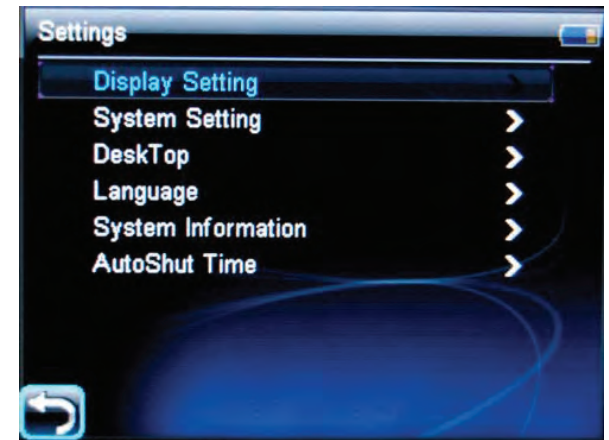 Settings
Display Setting
System Setting
DeskTop
Language
System Information
AutoShut Time